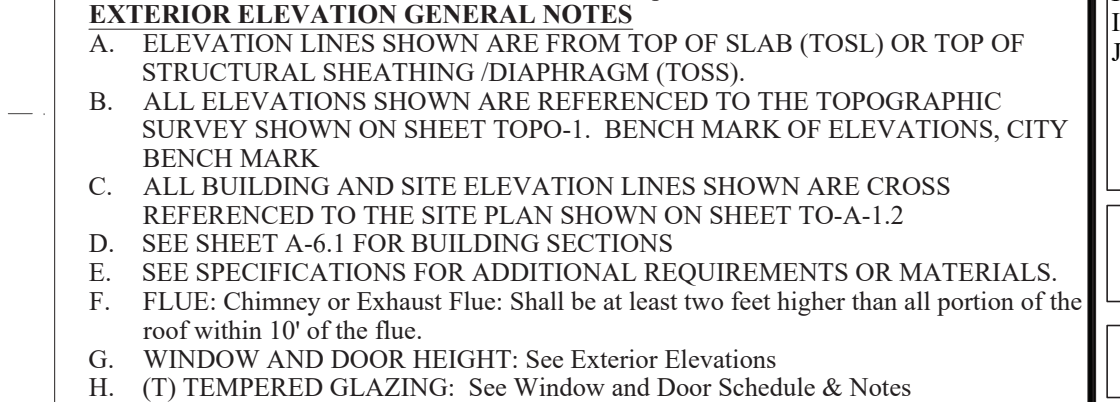 EXTERIOR ELEVATION GENERAL NOTES
A. ELEVATION LINES SHOWN ARE FROM TOP OF SLAB (TOSL) OR TOP OF
STRUCTURAL SHEATHING /DIAPHRAGM (TOSS).
B. ALL ELEVATIONS SHOWN ARE REFERENCED TO THE TOPOGRAPHIC
SURVEY SHOWN ON SHEET TOPO-1. BENCH MARK OF ELEVATIONS, CITY
BENCH MARK
C. ALL BUILDING AND SITE ELEVATION LINES SHOWN ARE CROSS
REFERENCED TO THE SITE PLAN SHOWN ON SHEET TO-A-1.2
D. SEE SHEET A-6.1 FOR BUILDING SECTIONS
E. SEE SPECIFICATIONS FOR ADDITIONAL REQUIREMENTS OR MATERIALS.
F. FLUE: Chimney or Exhaust Flue: Shall be at least two feet higher than all portion of the
roof within 10' of the flue.
G. WINDOW AND DOOR HEIGHT: See Exterior Elevations
H. (T) TEMPERED GLAZING: See Window and Door Schedule & Notes